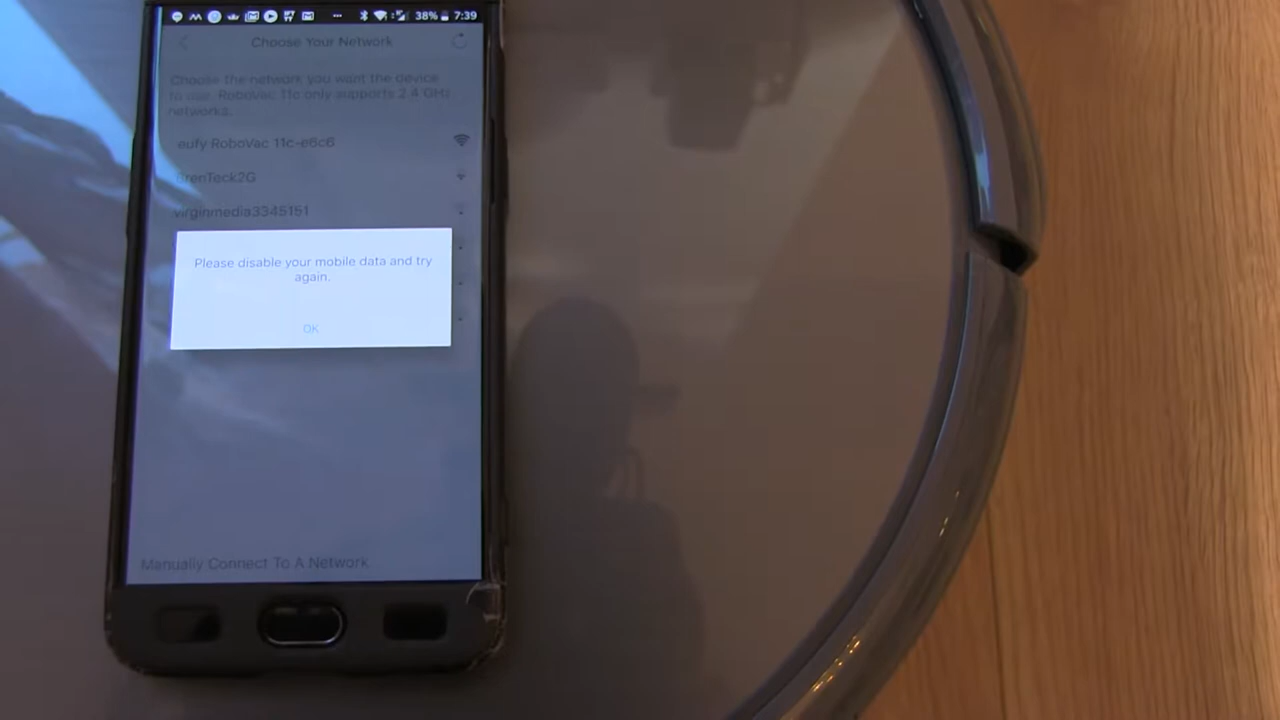 38% 7:39
Choose Your Network
Choose the network you want the device
to use. RoboVac 11c only supports 2.4 GHz
networks.
eufy RoboVac 11c-e6c6
BrenTeck2G
virginmedia3345151
Please disable your mobile data and try
again.
OK
Manually Connect To A Network